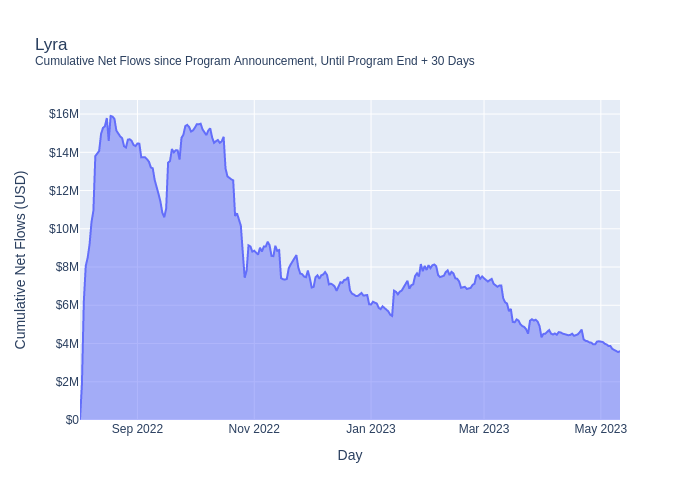 Lyra
Cumulative Net Flows since Program Announcement, Until Program End + 30 Days
Cumulative Net Flows (USD)
$16M
$14M
$12M
$10M
$8M
$6M
$4M
$2M
$0
Sep 2022 Nov 2022 Jan 2023 Mar 2023 May 2023
Day